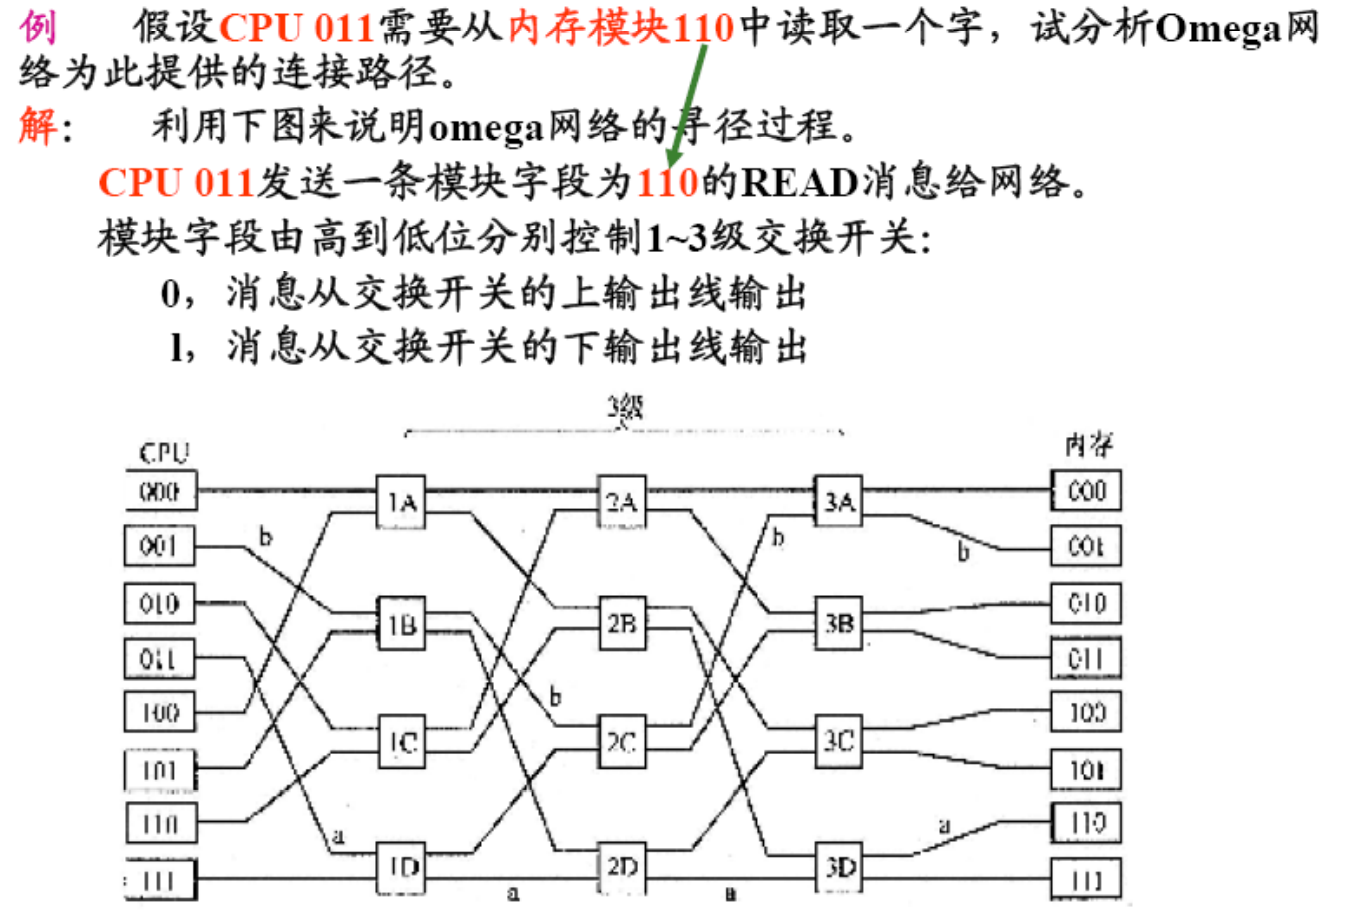 例 假设CPU 011需要从内存模块110中读取一个字，试分析Omega网
络为此提供的连接路径。
解： 利用下图来说明omega网络的寻径过程。
CPU 011发送一条模块字段为110的READ消息给网络。
模块字段由高到低位分别控制1~3级交换开关：
0，消息从交换开关的上输出线输出
l，消息从交换开关的下输出线输出
3级
CPU 内存
000 1A 2A 3A 000
b b
001 b 001
010 1B 2B 3B 010
011 011
b
100 100
1C 2C 3C
101 101
110 a a 110
1D 2D 3D
111 a a 111